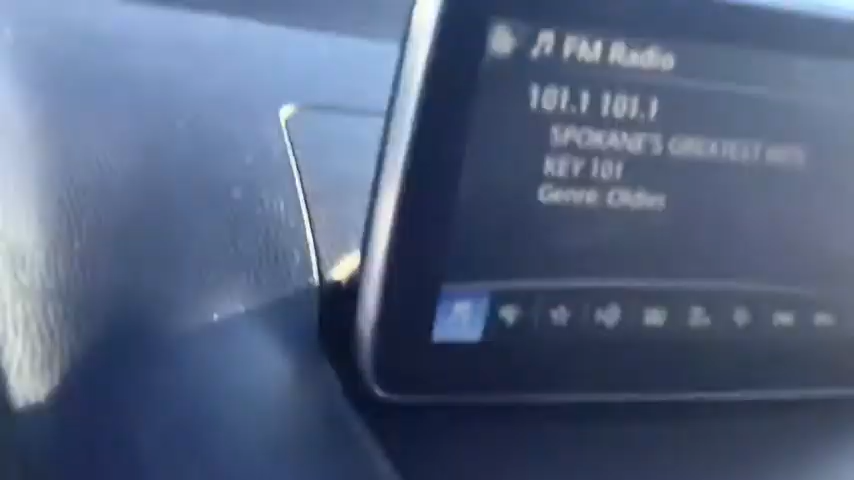 FM Radio
101.1 101.1
SPOKANE'S GREATEST HITS
KEY 101
Genre: Oldies